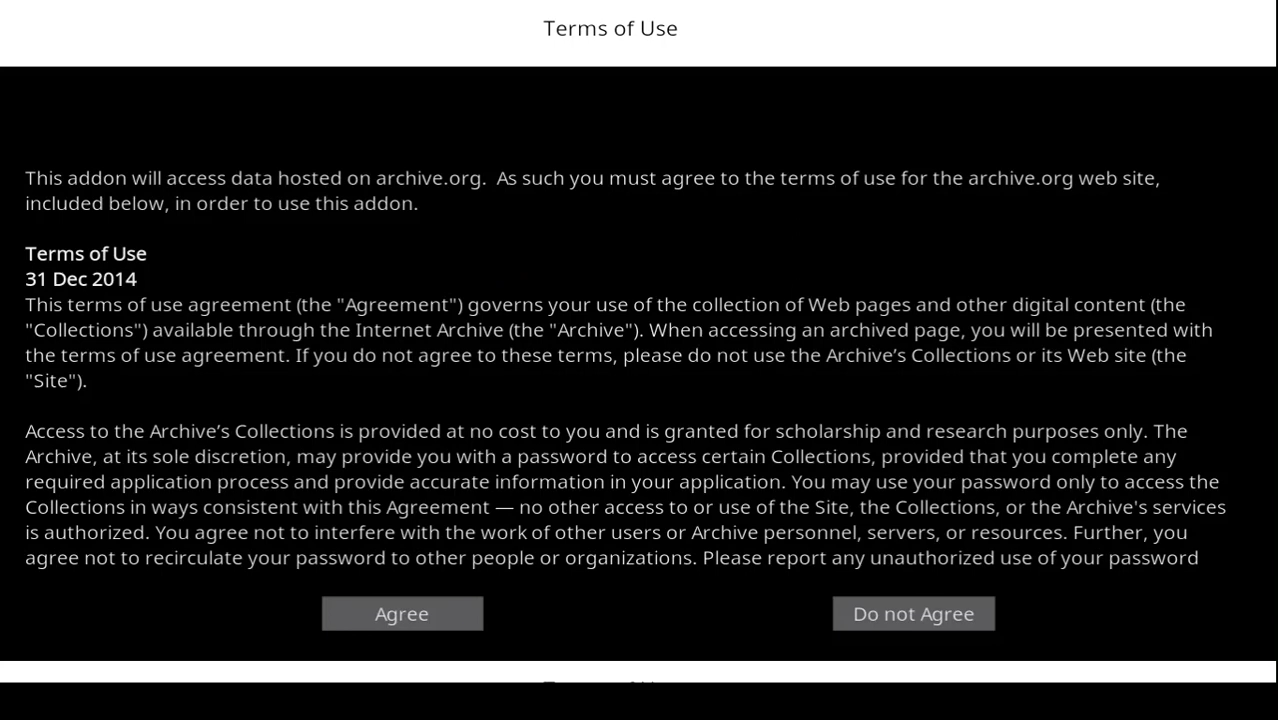 Terms of Use
This addon will access data hosted on archive.org.  As such you must agree to the terms of use for the archive.org web site,
included below, in order to use this addon.
Terms of Use
31 Dec 2014
This terms of use agreement (the "Agreement") governs your use of the collection of Web pages and other digital content (the
"Collections") available through the Internet Archive (the "Archive"). When accessing an archived page, you will be presented with
the terms of use agreement. If you do not agree to these terms, please do not use the Archive’s Collections or its Web site (the
"Site").
Access to the Archive’s Collections is provided at no cost to you and is granted for scholarship and research purposes only. The
Archive, at its sole discretion, may provide you with a password to access certain Collections, provided that you complete any
required application process and provide accurate information in your application. You may use your password only to access the
Collections in ways consistent with this Agreement — no other access to or use of the Site, the Collections, or the Archive's services
is authorized. You agree not to interfere with the work of other users or Archive personnel, servers, or resources. Further, you
agree not to recirculate your password to other people or organizations. Please report any unauthorized use of your password
Agree
Do not Agree